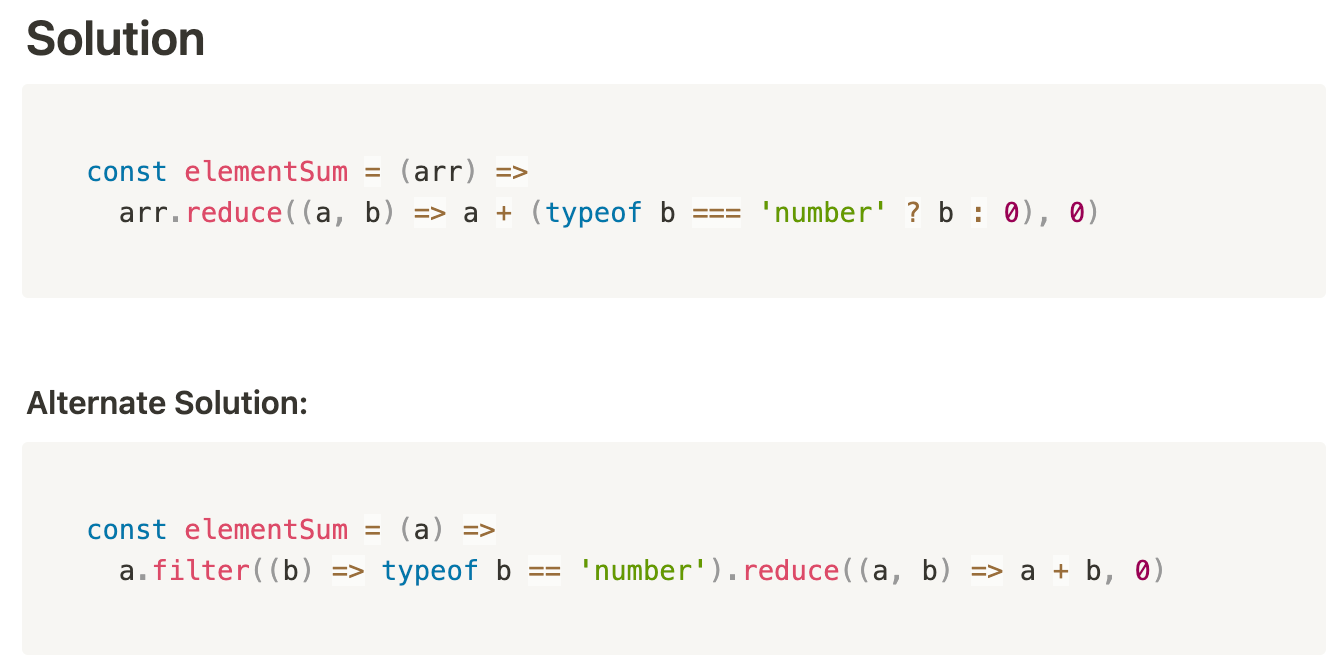 Solution
const elementSum = (arr) =>
  arr.reduce((a, b) => a + (typeof b === 'number' ? b : 0), 0)
Alternate Solution:
const elementSum = (a) =>
  a.filter((b) => typeof b == 'number').reduce((a, b) => a + b, 0)